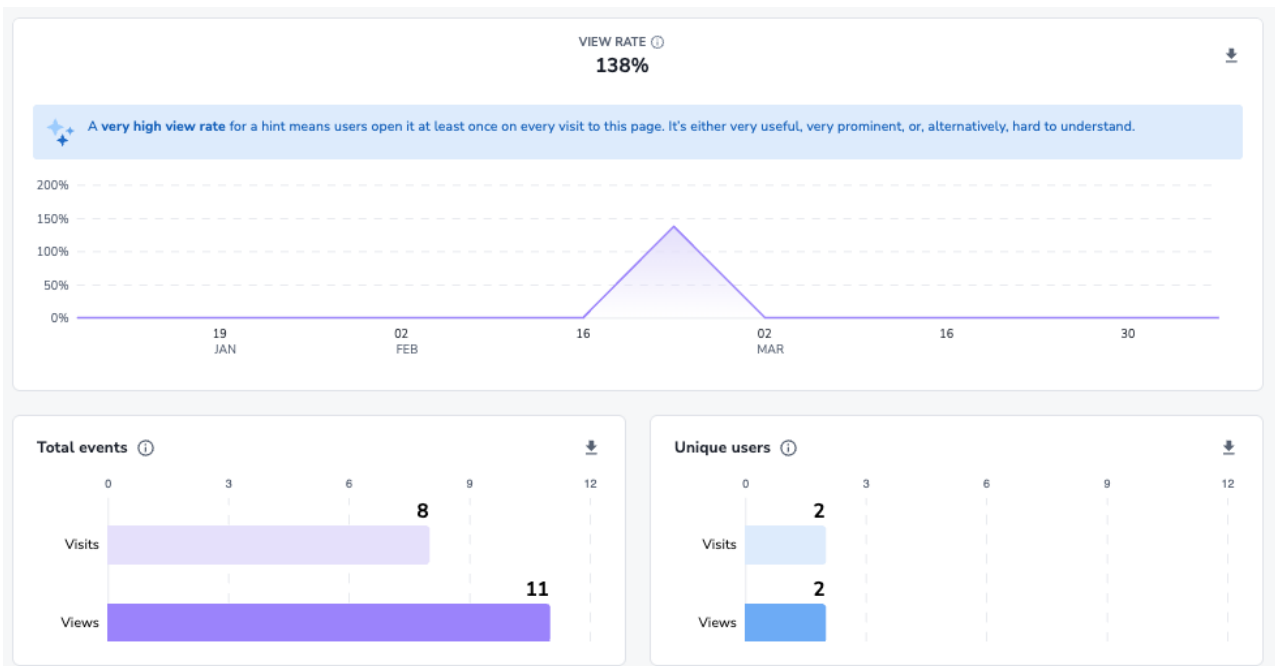 VIEW RATE
138%
A very high view rate for a hint means users open it at least once on every visit to this page. It's either very useful, very prominent, or, alternatively, hard to understand.
200%
150%
100%
50%
0%
19 02 16 02 16 30
JAN FEB MAR
Total events
0 3 6 9 12
8
Visits
11
Views
Unique users
0 3 6 9 12
2
Visits
2
Views